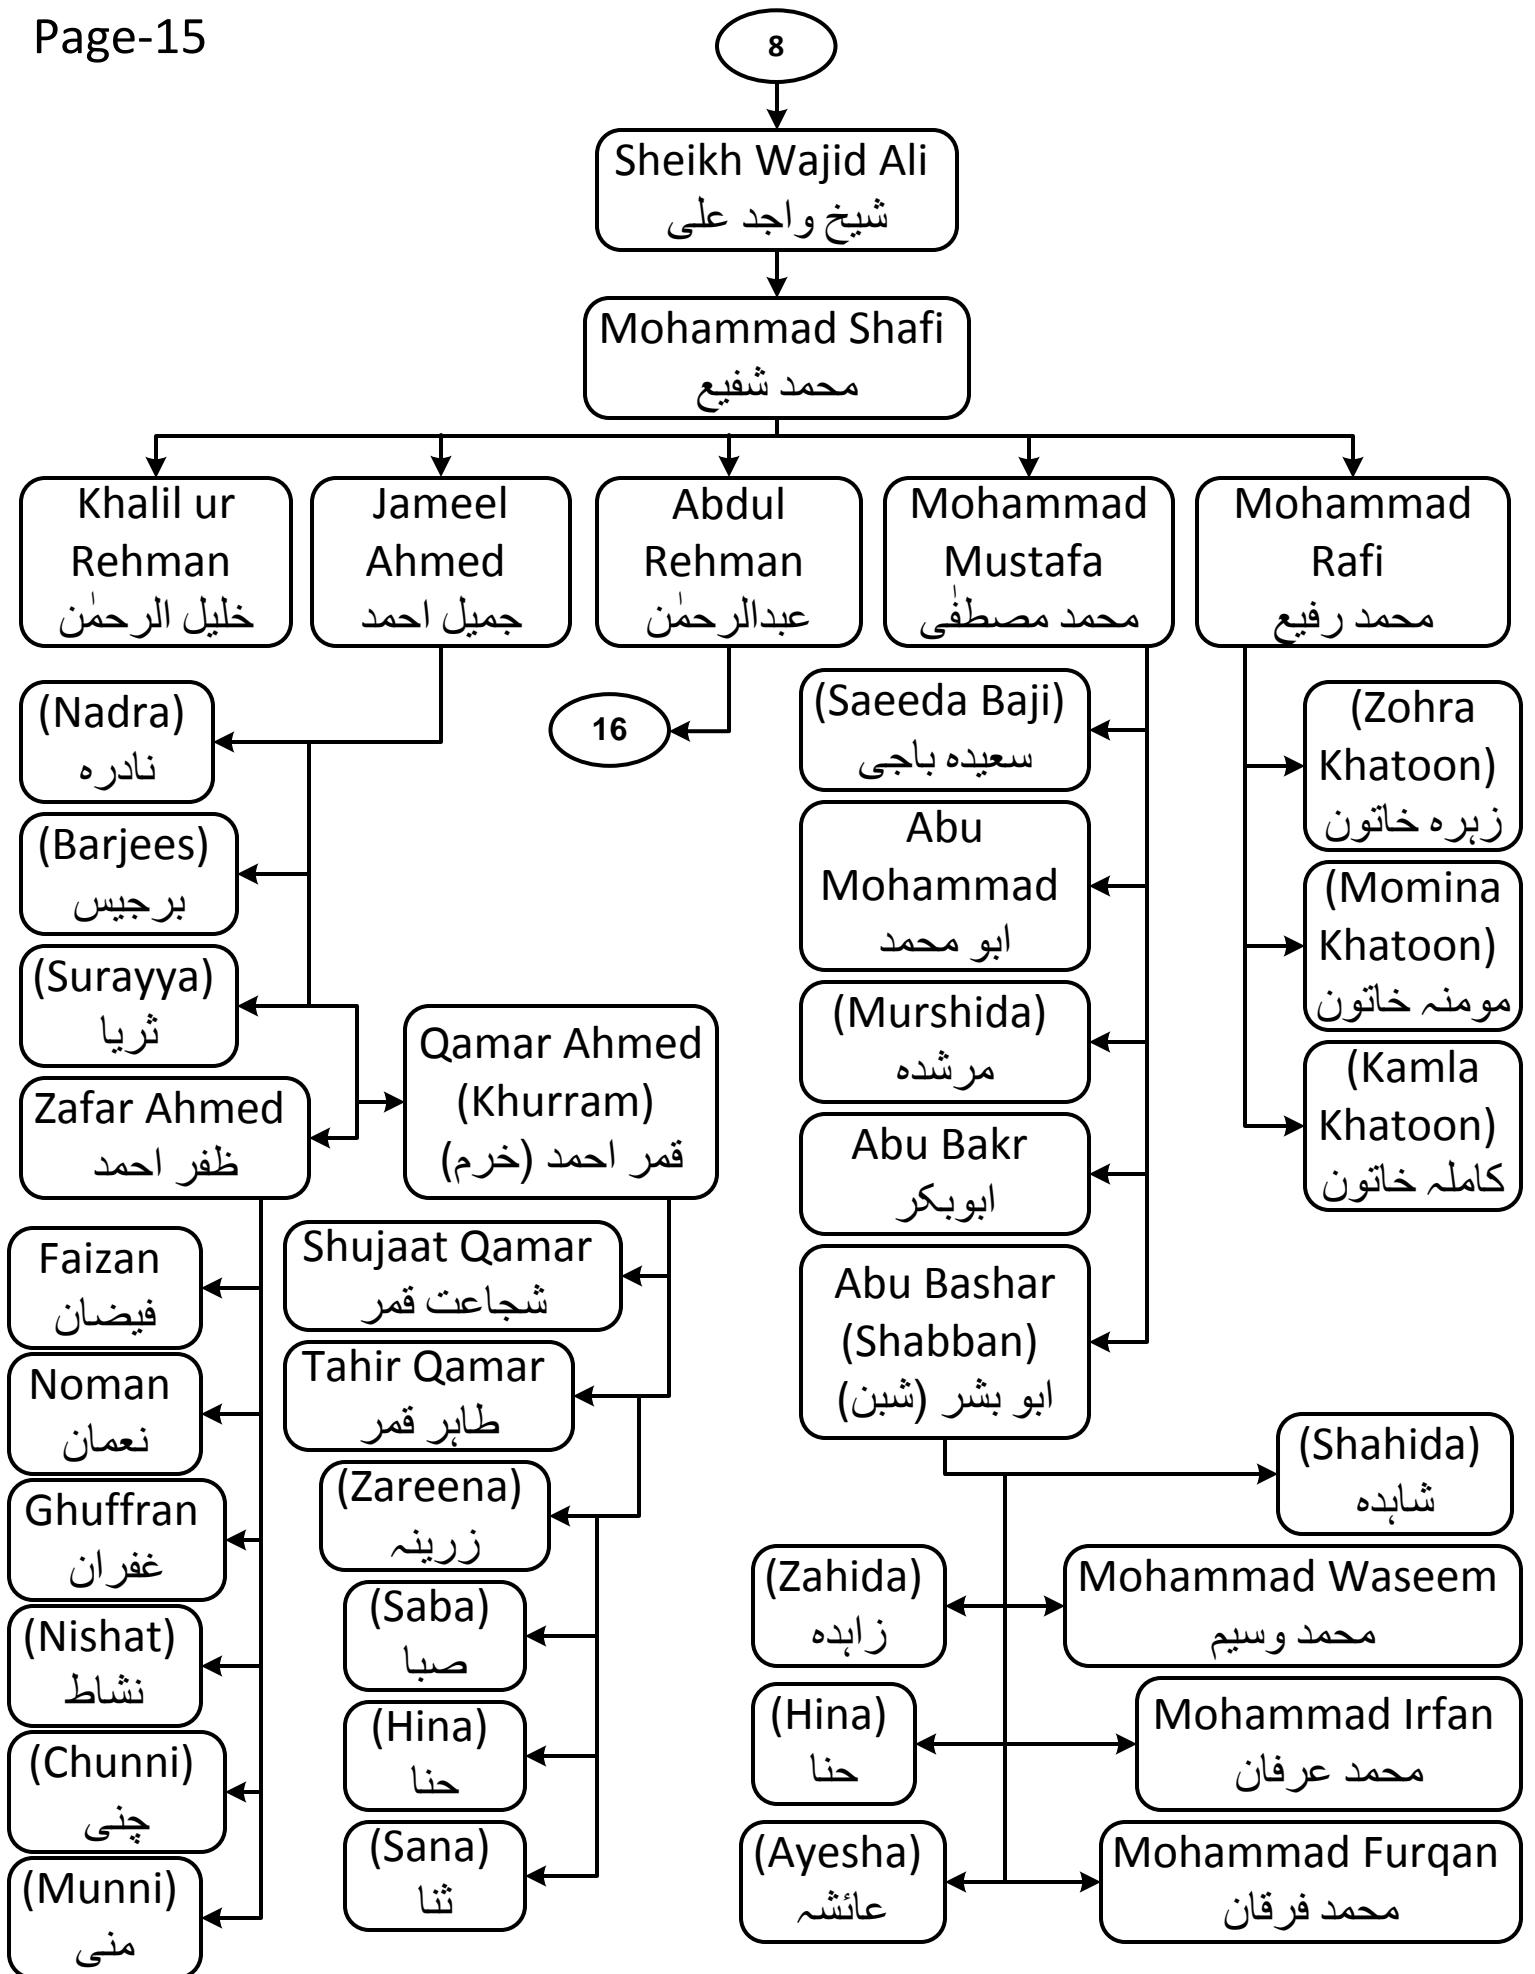 Page-15
8
Sheikh Wajid Ali
شیخ واجد علی
Mohammad Shafi
محمد شفیع
Khalil ur
Rehman
خلیل الرحمٰن
Jameel
Ahmed
جمیل احمد
Abdul
Rehman
عبدالرحمٰن
Mohammad
Mustafa
محمد مصطفٰی
Mohammad
Rafi
محمد رفیع
(Nadra)
نادرہ
(Barjees)
برجیس
(Surayya)
ثریا
Zafar Ahmed
ظفر احمد
Qamar Ahmed
(Khurram)
قمر احمد (خرم)
16
(Saeeda Baji)
سعیدہ باجی
Abu
Mohammad
ابو محمد
(Murshida)
مرشدہ
Abu Bakr
ابوبکر
Abu Bashar
(Shabban)
ابو بشر (شبن)
(Zohra
Khatoon)
زہرہ خاتون
(Momina
Khatoon)
مومنہ خاتون
(Kamla
Khatoon)
کاملہ خاتون
Faizan
فیضان
Noman
نعمان
Ghuffran
غفران
(Nishat)
نشاط
(Chunni)
چنی
(Munni)
منی
Shujaat Qamar
شجاعت قمر
Tahir Qamar
طاہر قمر
(Zareena)
زرینہ
(Saba)
صبا
(Hina)
حنا
(Sana)
ثنا
(Shahida)
شاہدہ
(Zahida)
زاہدہ
Mohammad Waseem
محمد وسیم
(Hina)
حنا
Mohammad Irfan
محمد عرفان
(Ayesha)
عائشہ
Mohammad Furqan
محمد فرقان